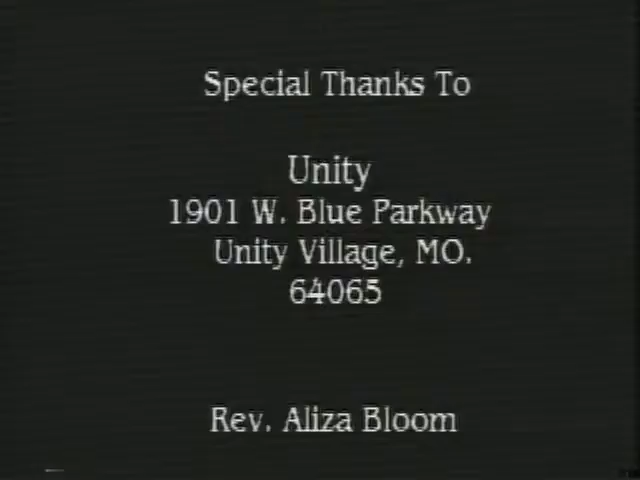 Special Thanks To
Unity
1901 W. Blue Parkway
Unity Village, MO.
64065
Rev. Aliza Bloom